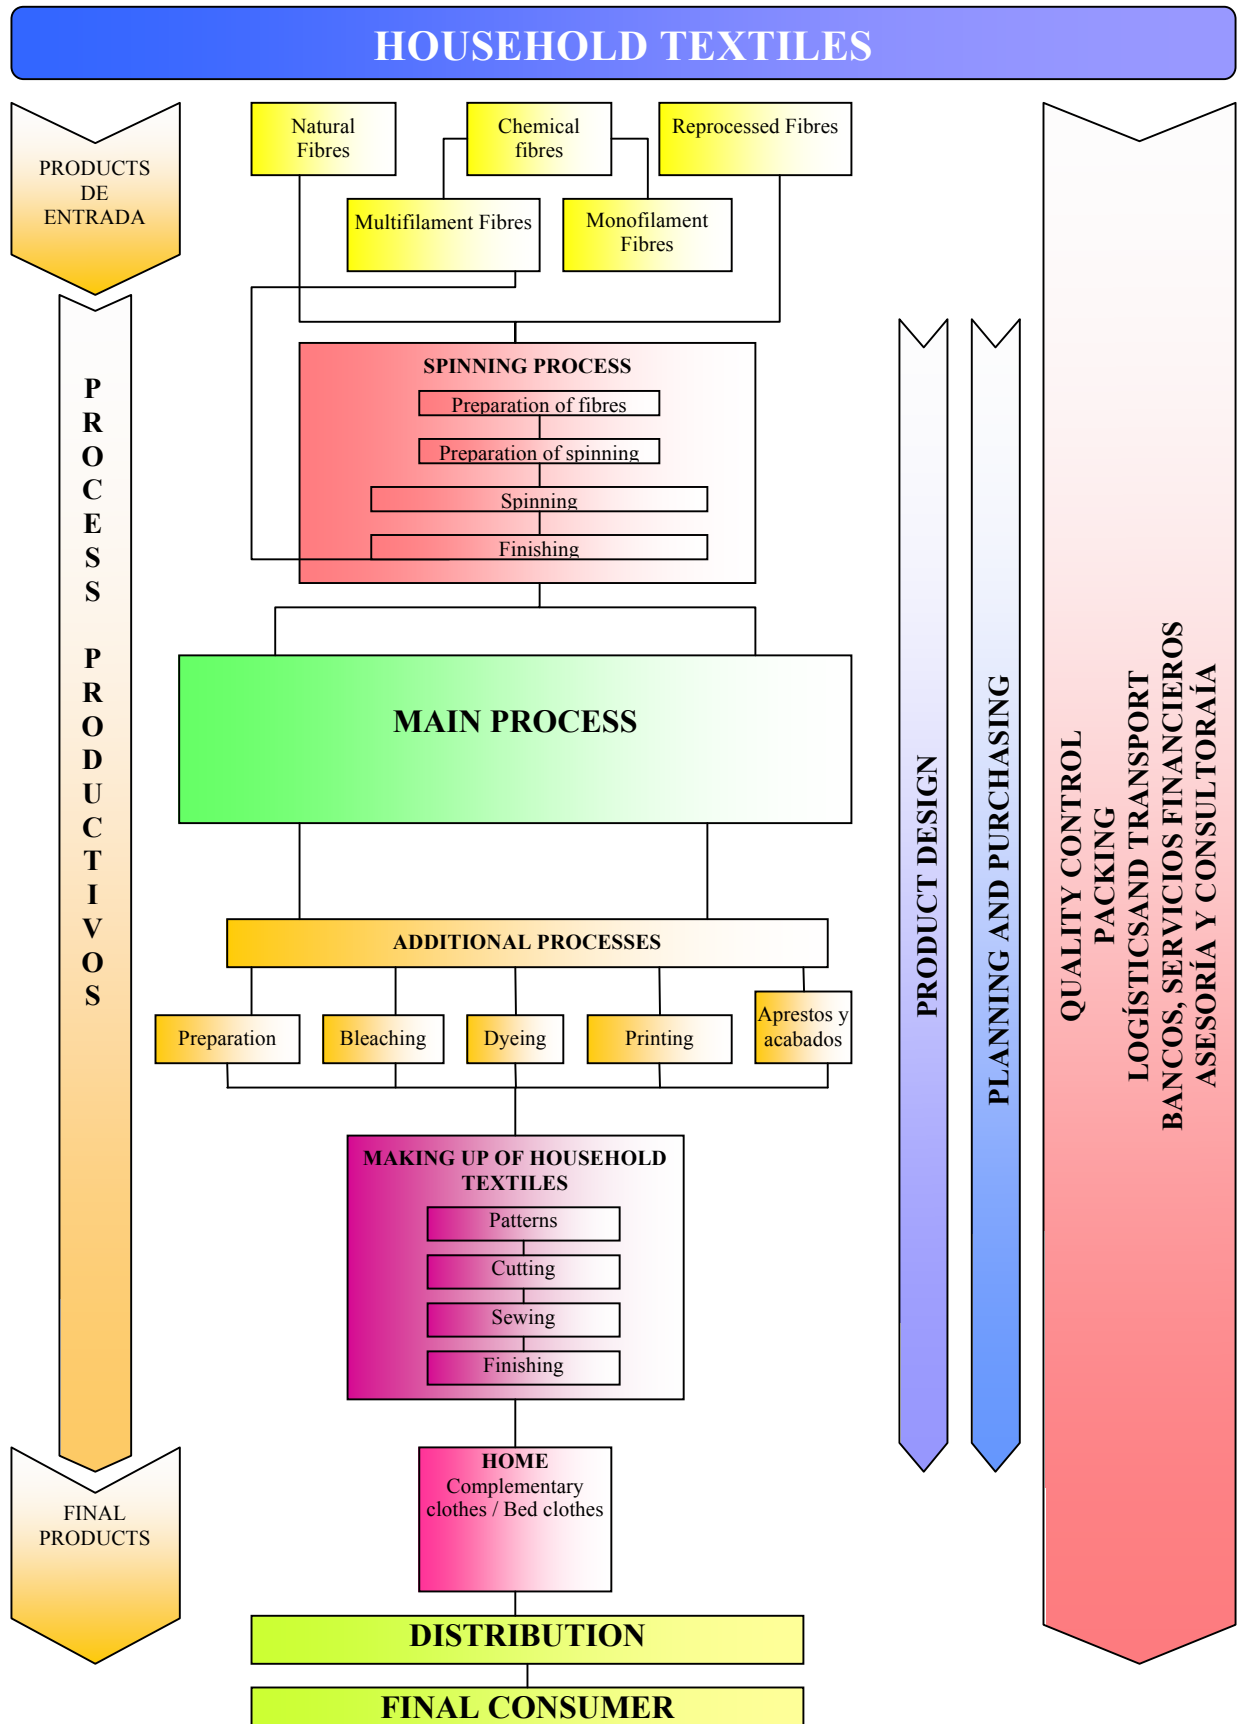 HOUSEHOLD TEXTILES
PRODUCTS
DE
ENTRADA
Natural
Fibres
Chemical
fibres
Reprocessed Fibres
Multifilament Fibres
Monofilament
Fibres
PROCESS PRODUCTIVOS
SPINNING PROCESS
Preparation of fibres
Preparation of spinning
Spinning
Finishing
MAIN PROCESS
ADDITIONAL PROCESSES
Preparation
Bleaching
Dyeing
Printing
Aprestos y
acabados
MAKING UP OF HOUSEHOLD
TEXTILES
Patterns
Cutting
Sewing
Finishing
HOME
Complementary
clothes / Bed clothes
FINAL
PRODUCTS
DISTRIBUTION
FINAL CONSUMER
PRODUCT DESIGN
PLANNING AND PURCHASING
QUALITY CONTROL
PACKING
LOGÍSTICSAND TRANSPORT
BANCOS, SERVICIOS FINANCIEROS
ASESORÍA Y CONSULTORAÍA